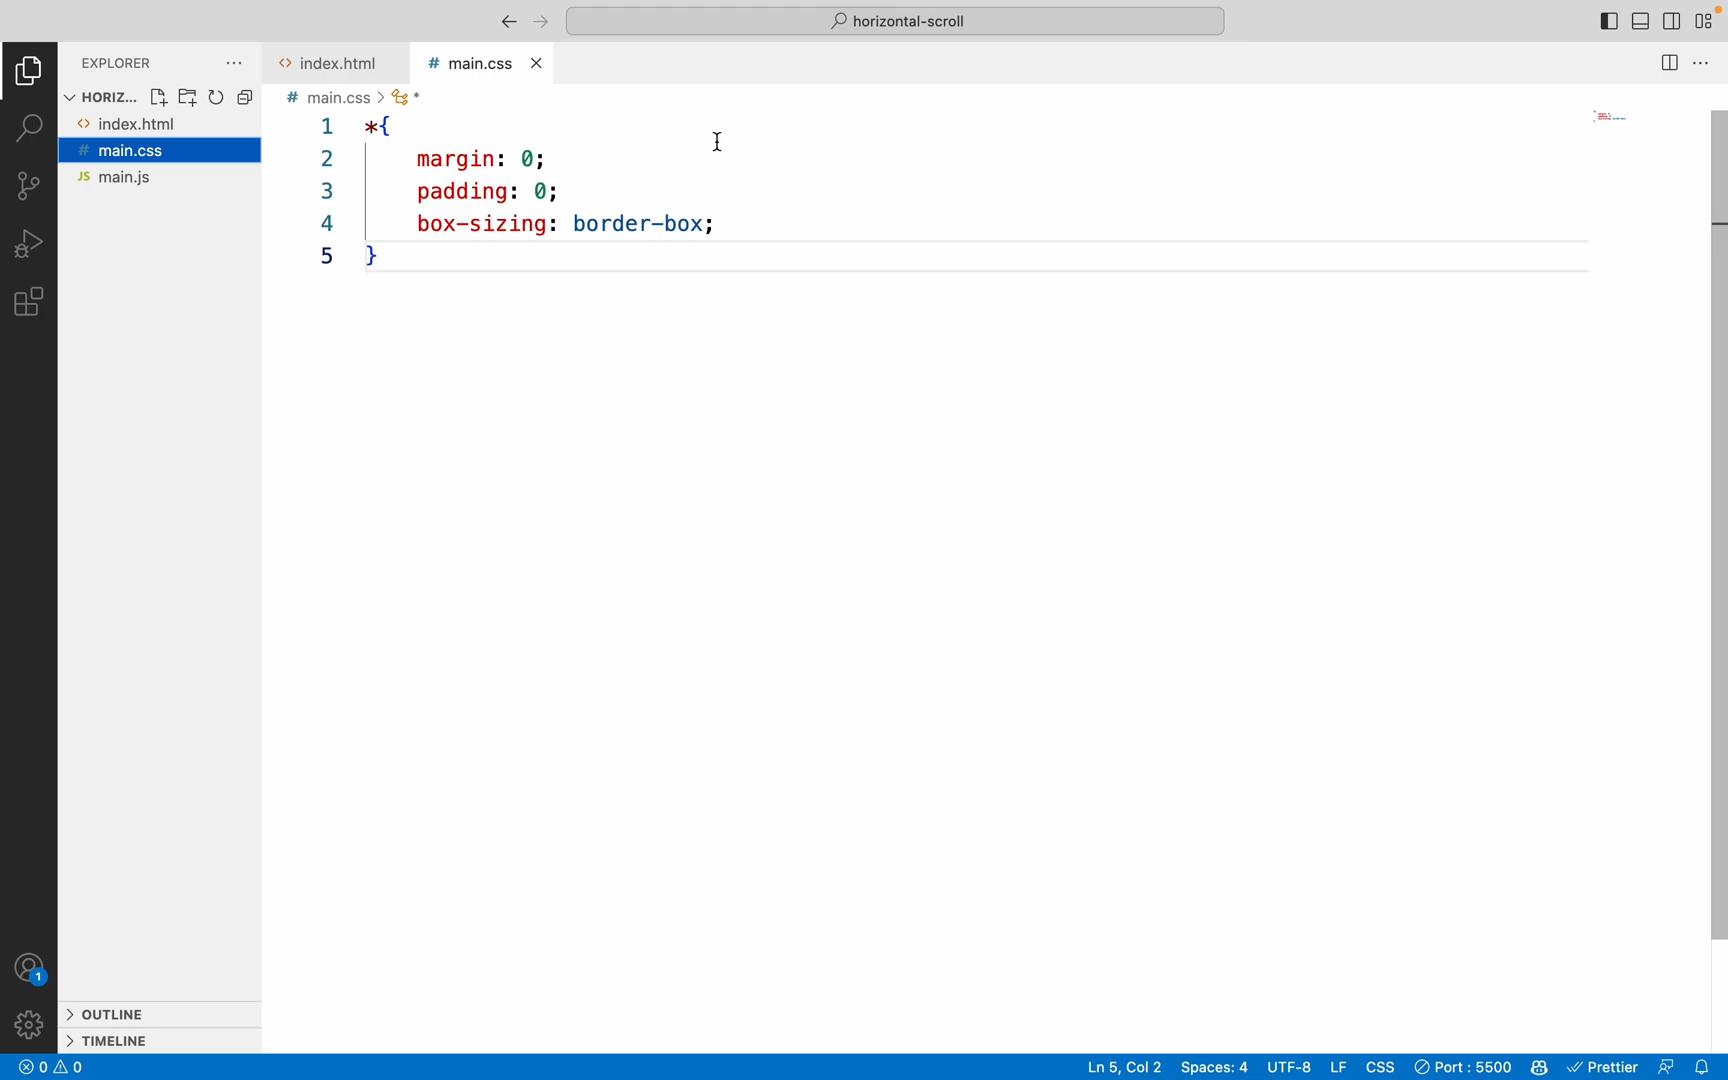 horizontal-scroll
EXPLORER
HORIZ...
index.html
main.css
main.js
OUTLINE
TIMELINE
index.html
# main.css
# main.css > *
1 *{
2 margin: 0;
3 padding: 0;
4 box-sizing: border-box;
5 }
1
0 0
Ln 5, Col 2
Spaces: 4
UTF-8
LF
CSS
Port : 5500
Prettier